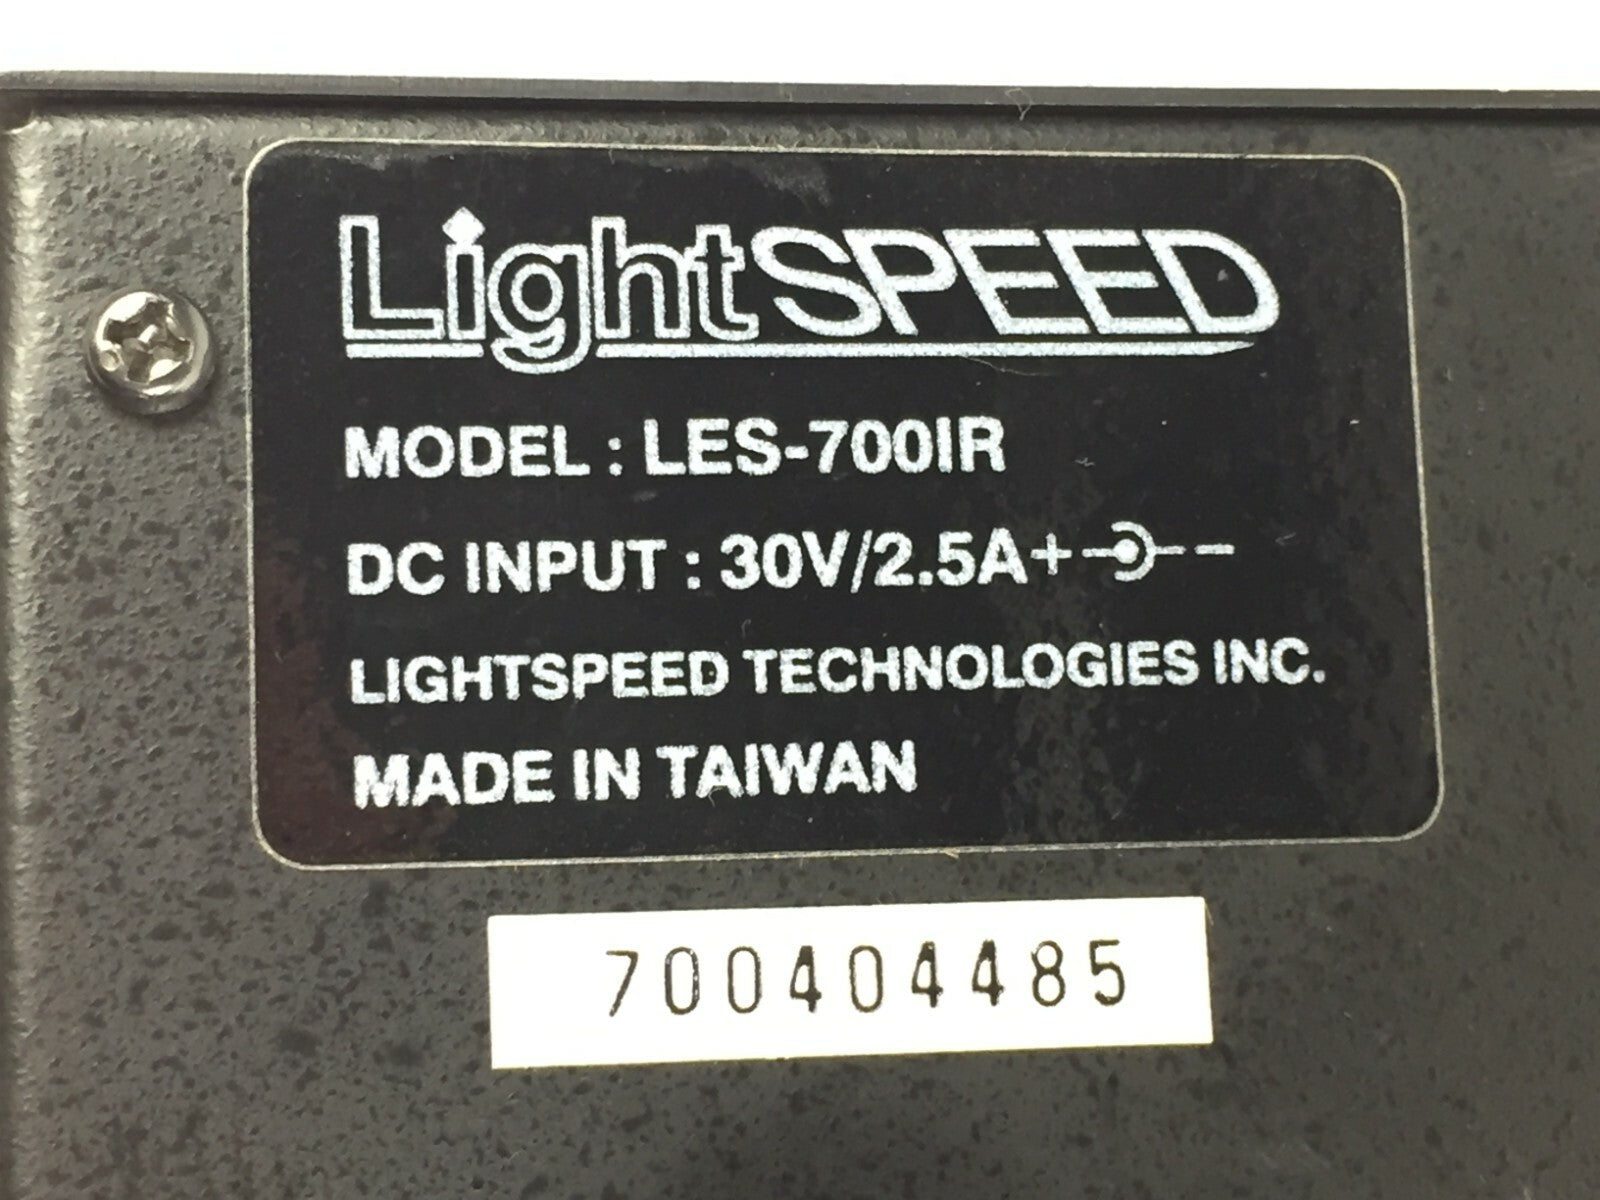 LightSPEED
MODEL : LES-700IR
DC INPUT : 30V/2.5A+ -
LIGHTSPEED TECHNOLOGIES INC.
MADE IN TAIWAN
700404485